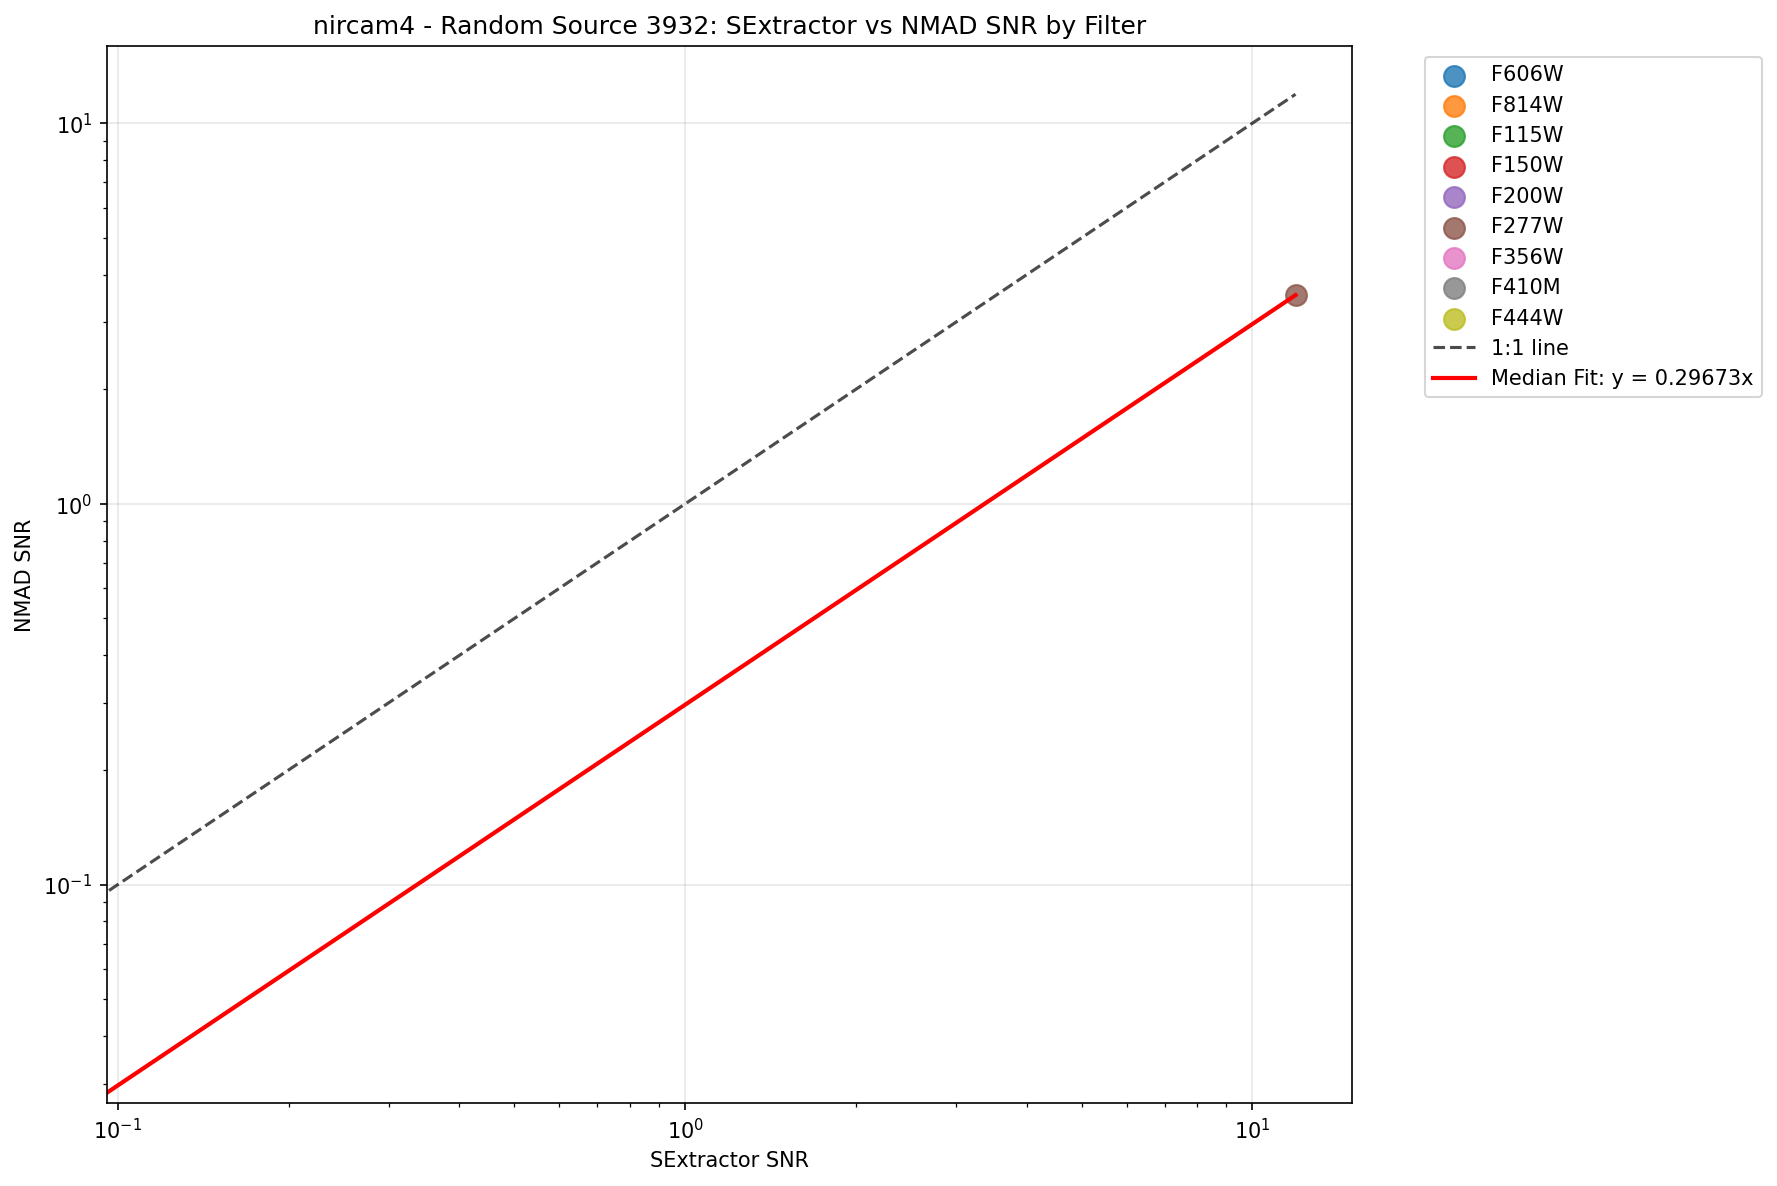 nircam4 - Random Source 3932: SExtractor vs NMAD SNR by Filter
F606W
F814W
F115W
F150W
F200W
F277W
F356W
F410M
F444W
1:1 line
Median Fit: y = 0.29673x
NMAD SNR
10¹
10⁰
10⁻¹
10⁻¹ 10⁰ 10¹
SExtractor SNR